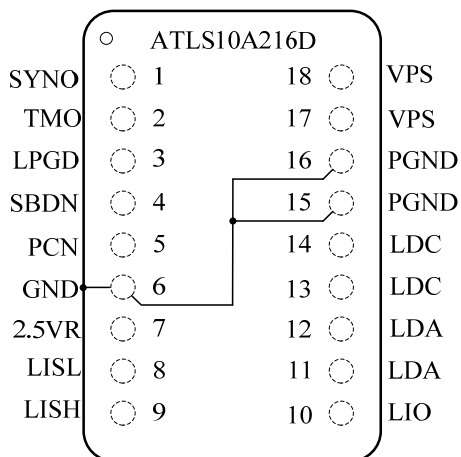 ATLS10A216D
SYNO 1 18 VPS
TMO 2 17 VPS
LPGD 3 16 PGND
SBDN 4 15 PGND
PCN 5 14 LDC
GND 6 13 LDC
2.5VR 7 12 LDA
LISL 8 11 LDA
LISH 9 10 LIO